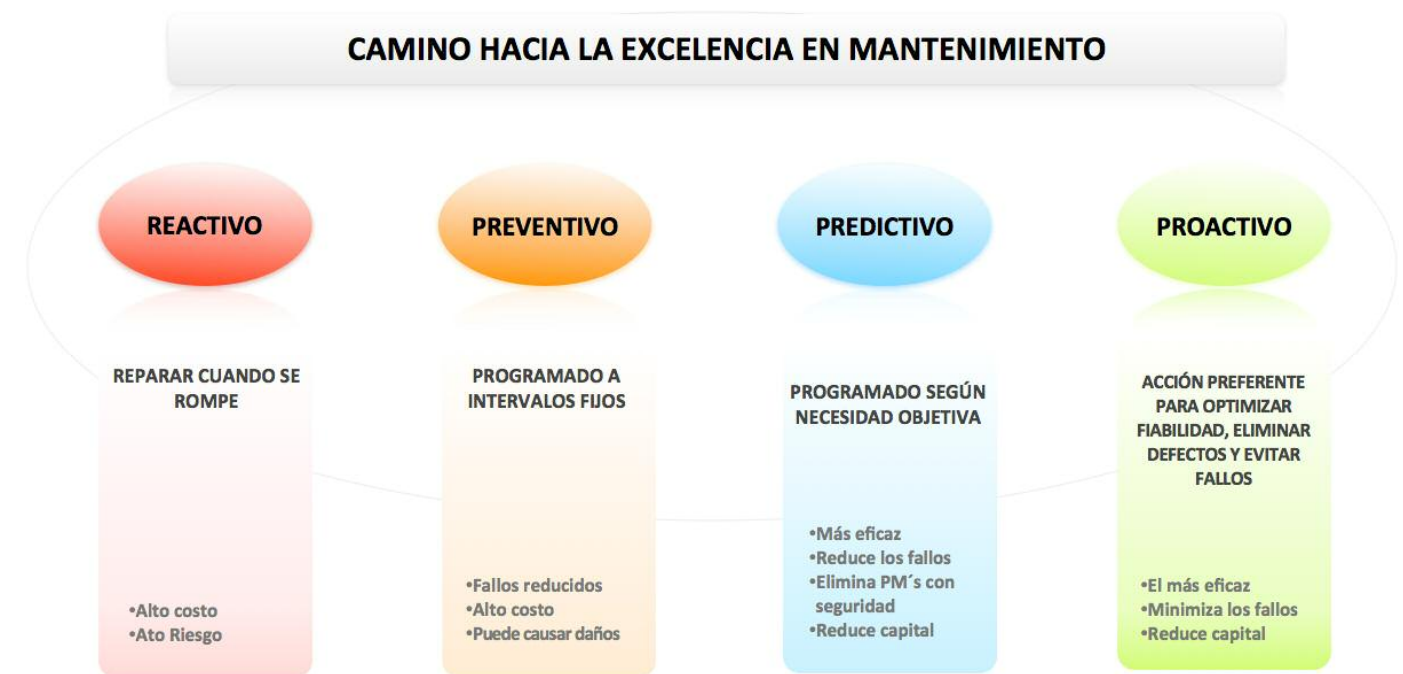 CAMINO HACIA LA EXCELENCIA EN MANTENIMIENTO
REACTIVO
REPARAR CUANDO SE
ROMPE
•Alto costo
•Ato Riesgo
PREVENTIVO
PROGRAMADO A
INTERVALOS FIJOS
•Fallos reducidos
•Alto costo
•Puede causar daños
PREDICTIVO
PROGRAMADO SEGÚN
NECESIDAD OBJETIVA
•Más eficaz
•Reduce los fallos
•Elimina PM´s con
seguridad
•Reduce capital
PROACTIVO
ACCIÓN PREFERENTE
PARA OPTIMIZAR
FIABILIDAD, ELIMINAR
DEFECTOS Y EVITAR
FALLOS
•El más eficaz
•Minimiza los fallos
•Reduce capital